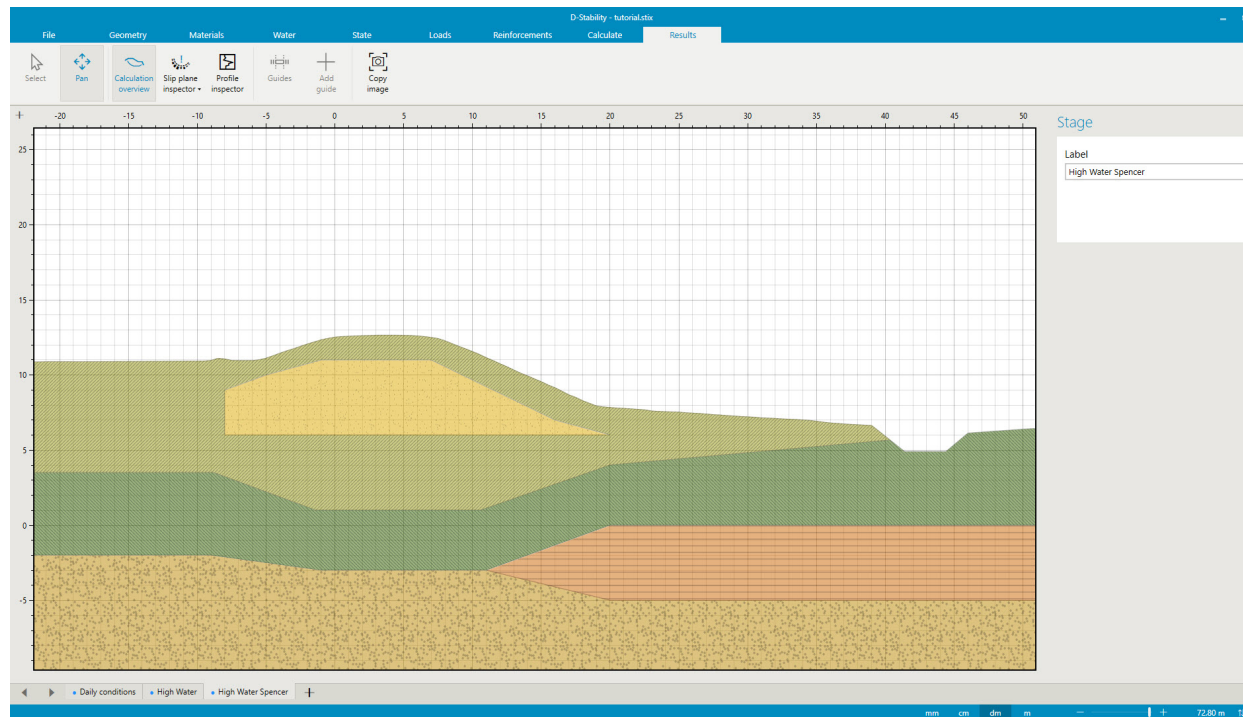 D-Stability - tutorial.stix
File Geometry Materials Water State Loads Reinforcements Calculate Results
Select Pan Calculation overview Slip plane inspector Profile inspector Guides Add guide Copy image
-20 -15 -10 -5 0 5 10 15 20 25 30 35 40 45 50
25
20
15
10
5
0
-5
Stage
Label
High Water Spencer
Daily conditions High Water High Water Spencer
mm cm dm m 72.80 m